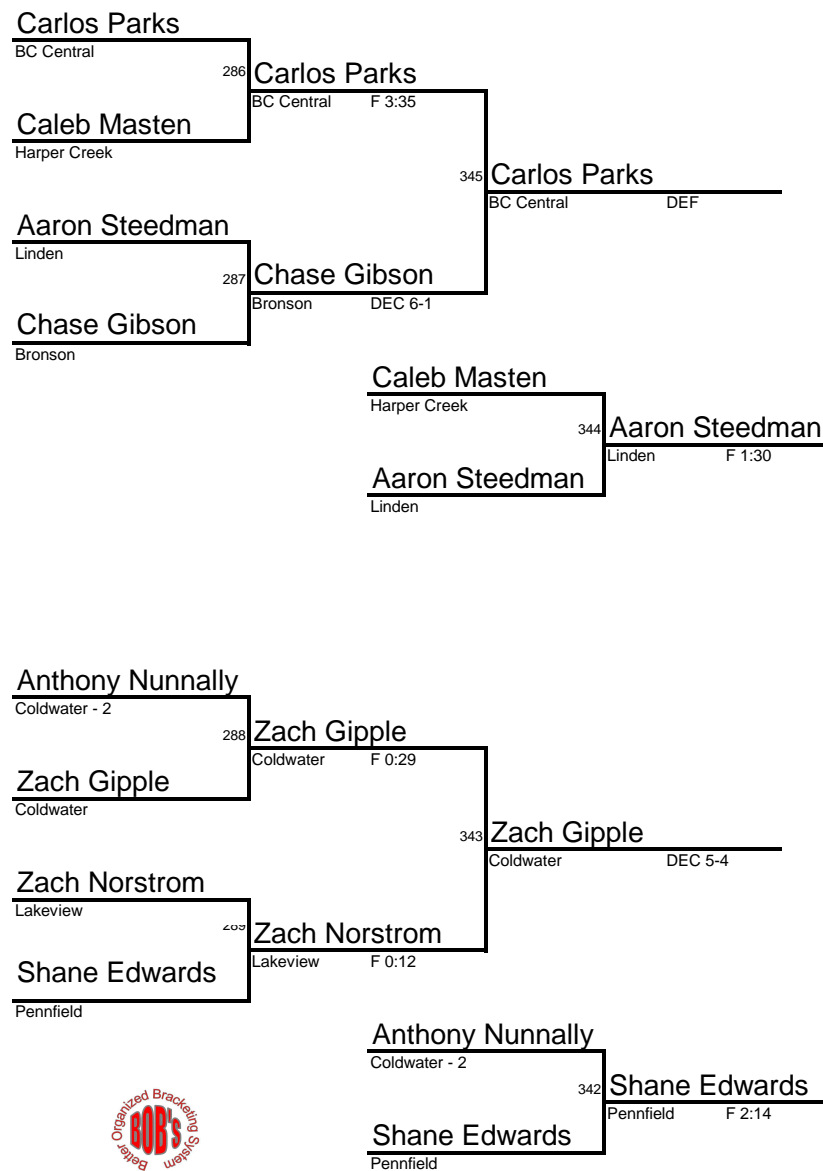 Carlos Parks
BC Central
286
Carlos Parks
BC Central F 3:35
Caleb Masten
Harper Creek
345
Carlos Parks
BC Central DEF
Aaron Steedman
Linden
287
Chase Gibson
Bronson DEC 6-1
Chase Gibson
Bronson
Caleb Masten
Harper Creek
344
Aaron Steedman
Linden F 1:30
Aaron Steedman
Linden
Anthony Nunnally
Coldwater - 2
288
Zach Gipple
Coldwater F 0:29
Zach Gipple
Coldwater
343
Zach Gipple
Coldwater DEC 5-4
Zach Norstrom
Lakeview
Zach Norstrom
Lakeview F 0:12
Shane Edwards
Pennfield
Anthony Nunnally
Coldwater - 2
342
Shane Edwards
Pennfield F 2:14
Shane Edwards
Pennfield
Better Organized Bracketing System
BOB's